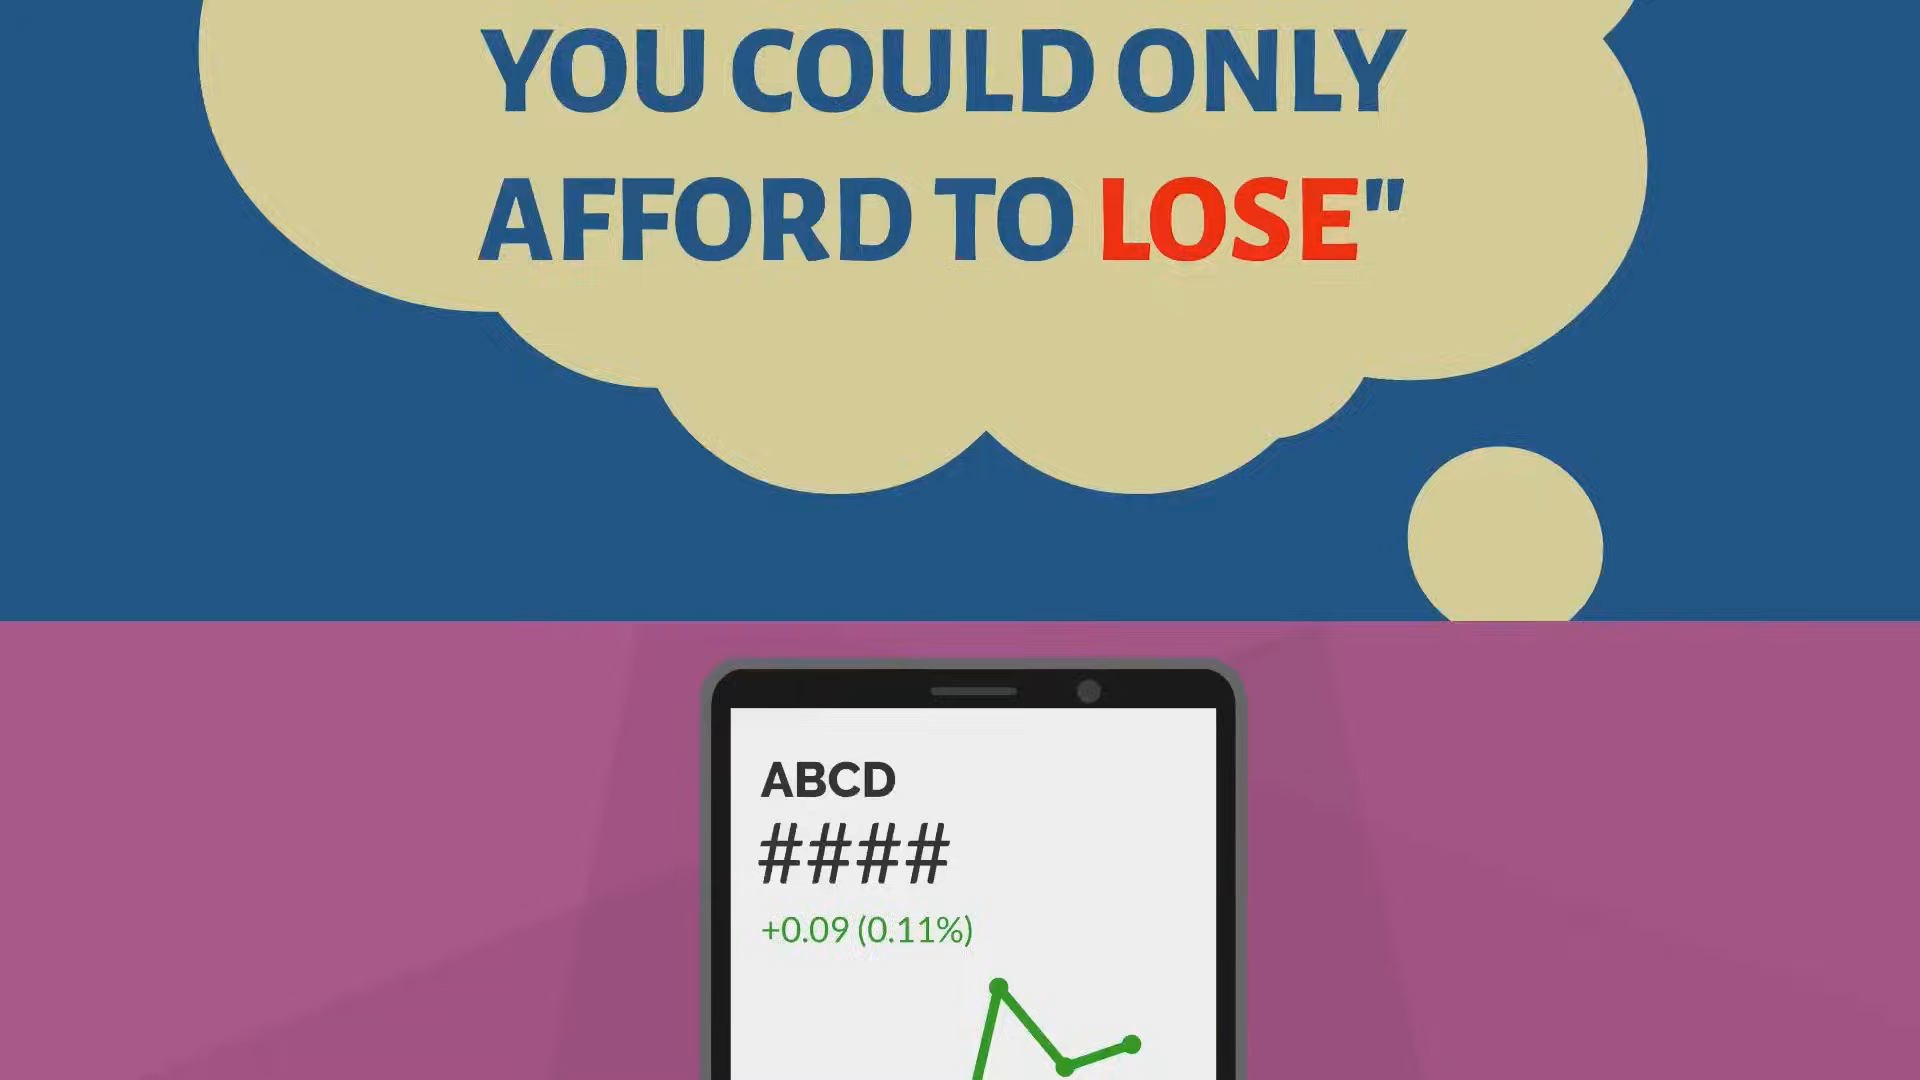 YOU COULD ONLY
AFFORD TO LOSE"
ABCD
####
+0.09 (0.11%)